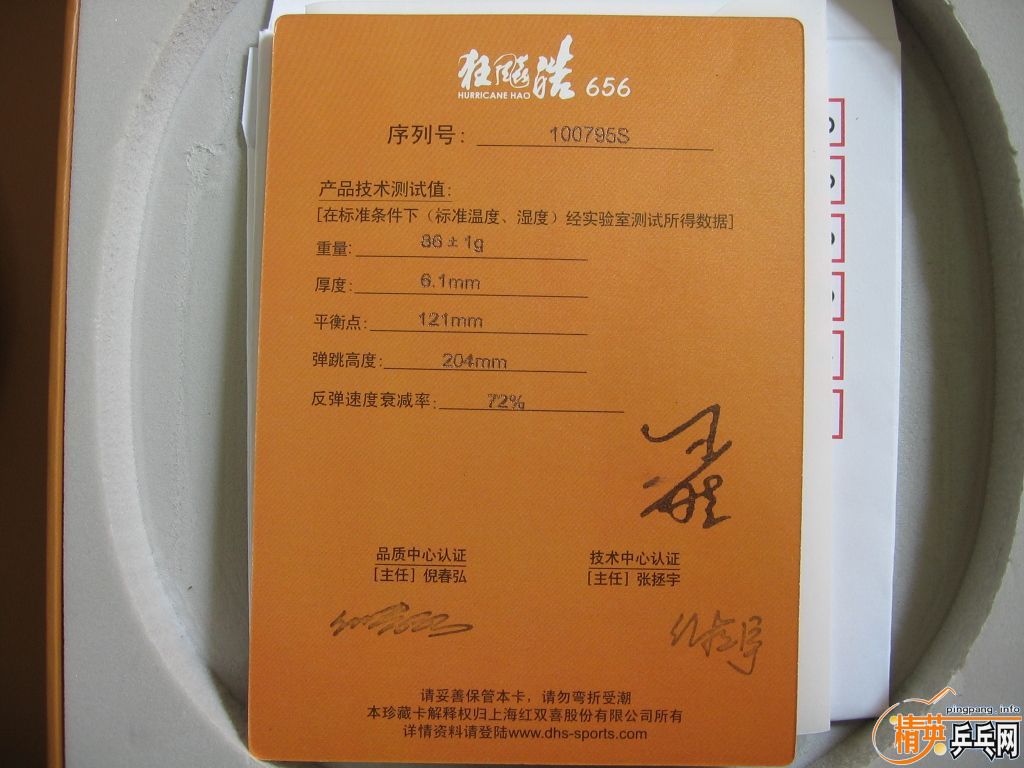 狂飚皓 656
HURRICANE HAO
序列号: 100795S
产品技术测试值:
[在标准条件下（标准温度、湿度）经实验室测试所得数据]
重量: 86±1g
厚度: 6.1mm
平衡点: 121mm
弹跳高度: 204mm
反弹速度衰减率: 72%
品质中心认证
[主任] 倪春弘
技术中心认证
[主任] 张拯宇
请妥善保管本卡，请勿弯折受潮
本珍藏卡解释权归上海红双喜股份有限公司所有
详情资料请登陆www.dhs-sports.com
pingpang.info
精英乒乓网